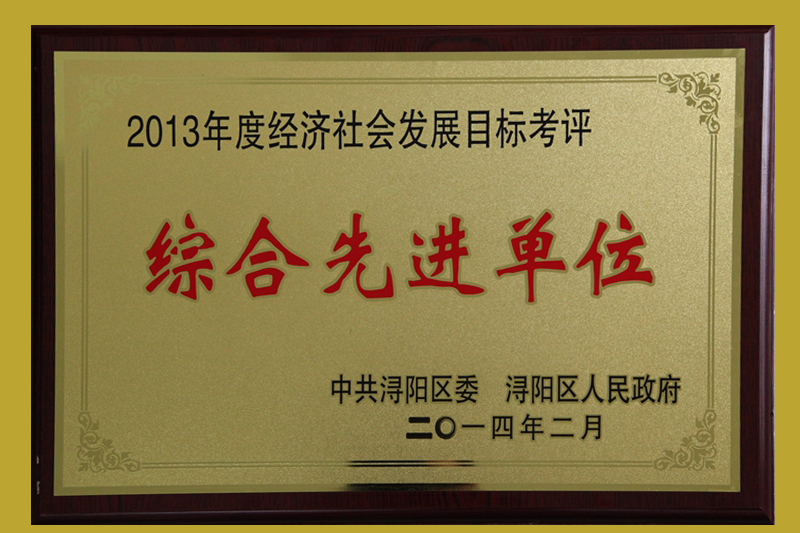 2013年度经济社会发展目标考评
综合先进单位
中共浔阳区委 浔阳区人民政府
二〇一四年二月